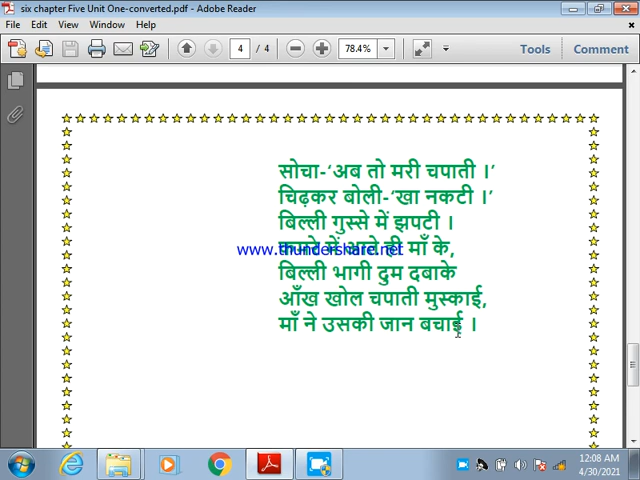 six chapter Five Unit One-converted.pdf - Adobe Reader
File Edit View Window Help
4 / 4 78.4% Tools Comment
सोचा-‘अब तो मरी चपाती ।’
चिढ़कर बोली-‘खा नकटी ।’
बिल्ली गुस्से में झपटी ।
कमरे में आते ही माँ के,
www.thundershare.net
बिल्ली भागी दुम दबाके
आँख खोल चपाती मुस्काई,
माँ ने उसकी जान बचाई ।
12:08 AM
4/30/2021